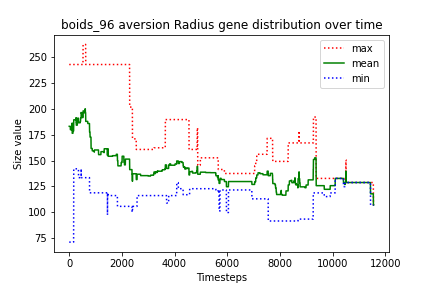 boids_96 aversion Radius gene distribution over time
max
mean
min
Size value
250
225
200
175
150
125
100
75
0
2000
4000
6000
8000
10000
12000
Timesteps